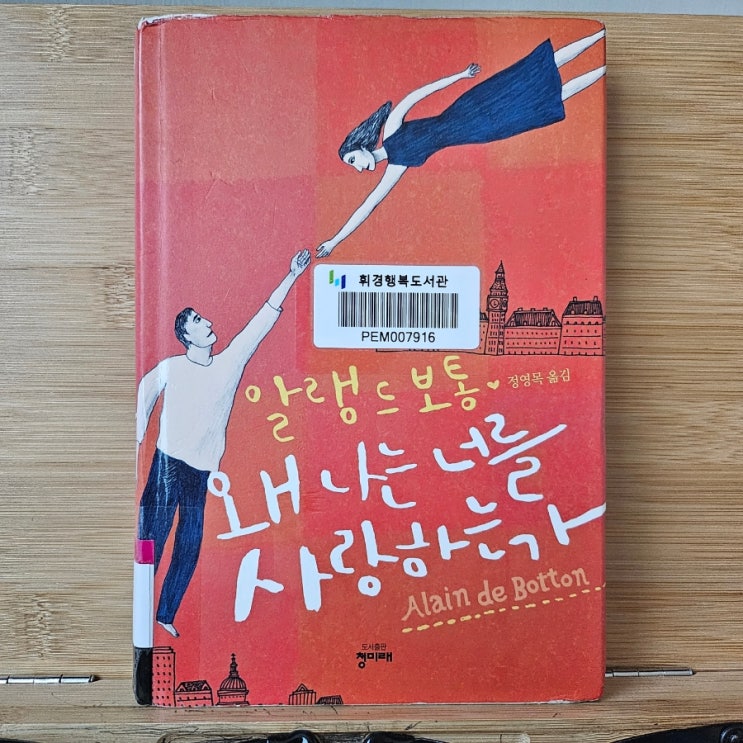 휘경행복도서관
PEM007916
알랭 드 보통
정영목 옮김
왜 나는 너를
사랑하는가
Alain de Botton
도서출판
청미래